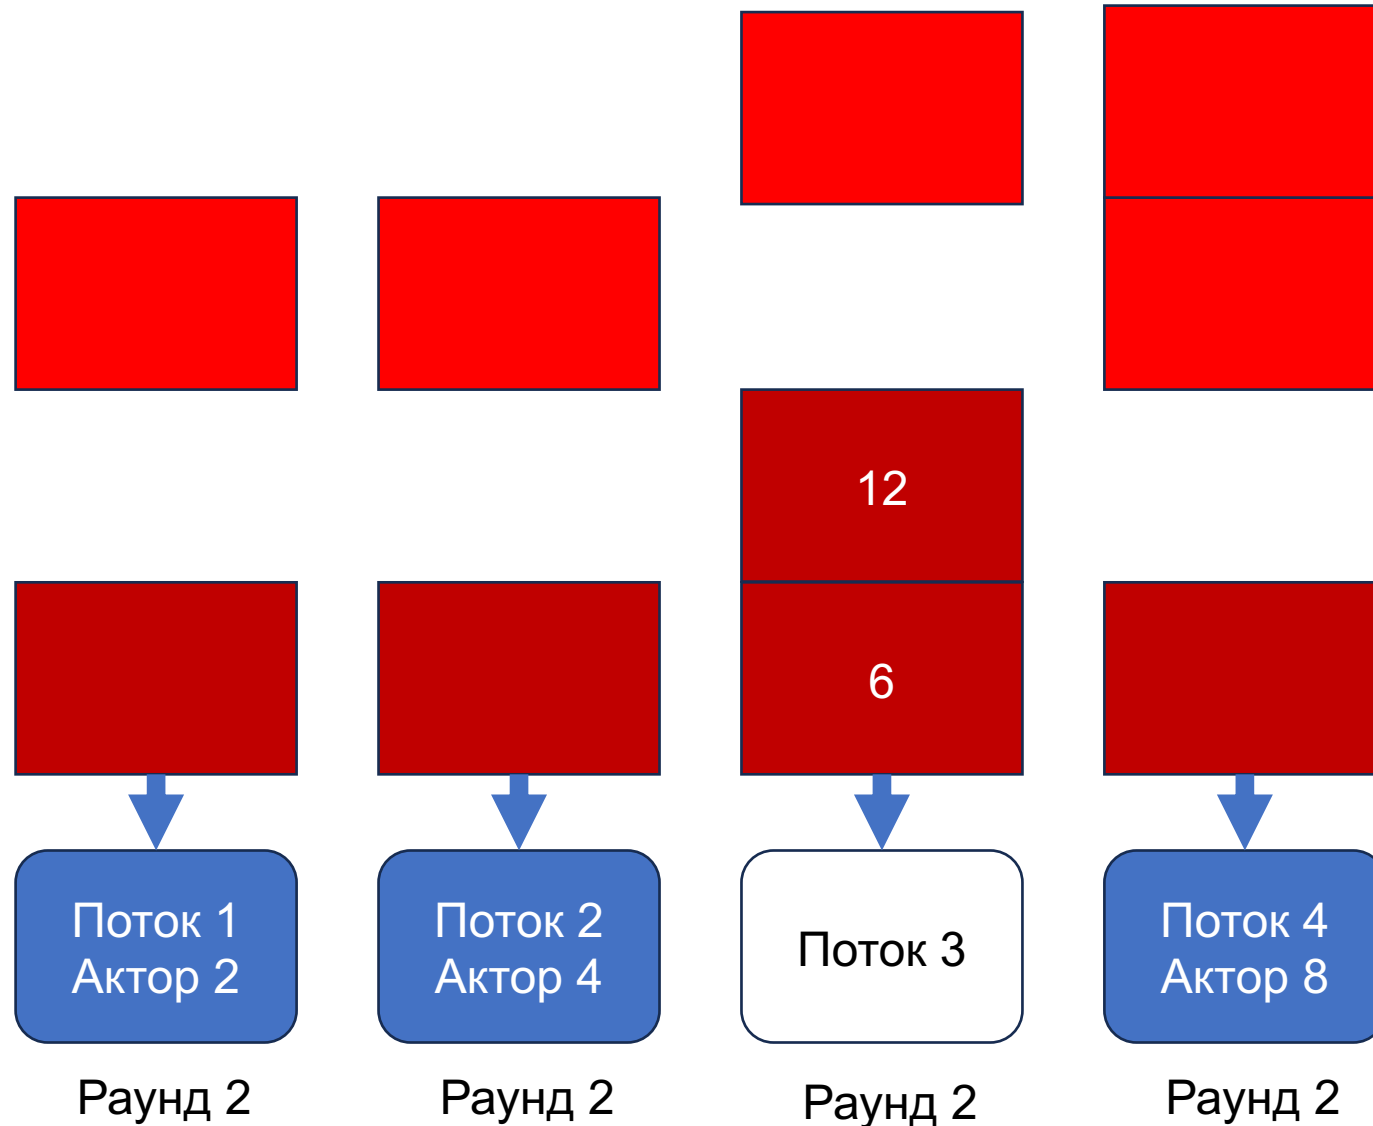 12
6
Поток 1
Актор 2
Поток 2
Актор 4
Поток 3
Поток 4
Актор 8
Раунд 2
Раунд 2
Раунд 2
Раунд 2